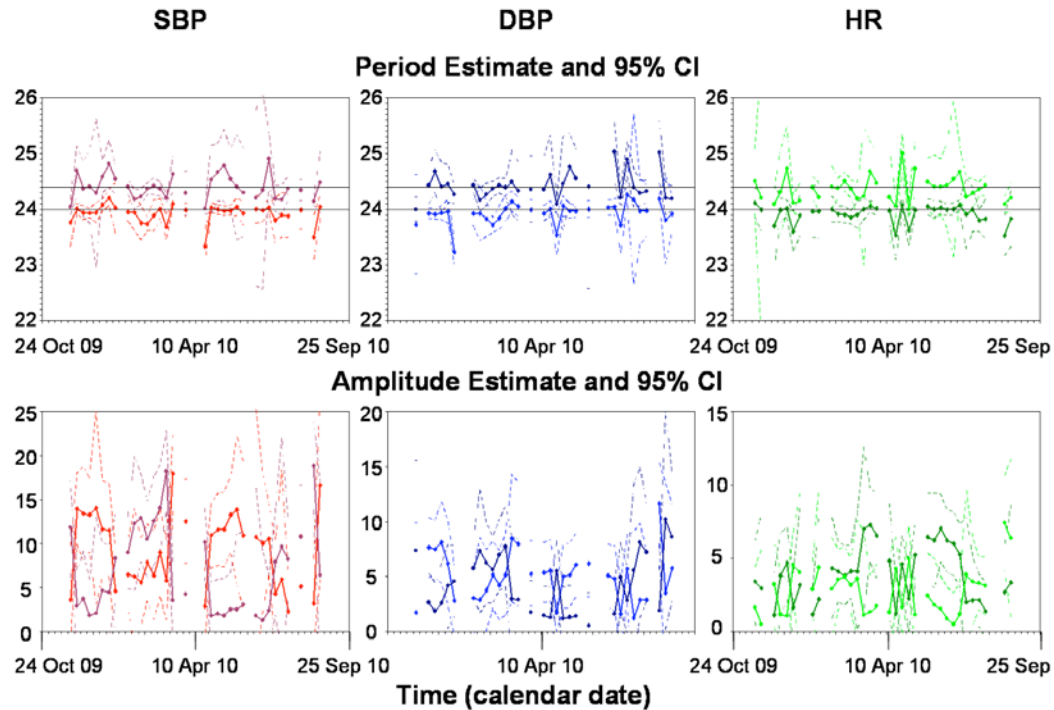 SBP DBP HR
Period Estimate and 95% CI
26 26 26
25 25 25
24 24 24
23 23 23
22 22 22
24 Oct 09 10 Apr 10 25 Sep 10 10 Apr 10 24 Oct 09 10 Apr 10 25 Sep
Amplitude Estimate and 95% CI
25 20 15
20
15 15 10
10 10
5 5 5
0 0 0
24 Oct 09 10 Apr 10 25 Sep 10 10 Apr 10 24 Oct 09 10 Apr 10 25 Sep
Time (calendar date)